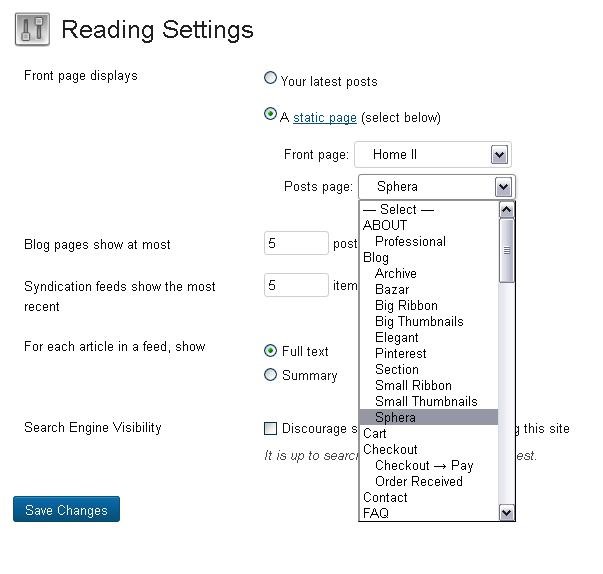 Reading Settings
Front page displays
Your latest posts
A static page (select below)
Front page: Home II
Posts page: Sphera
— Select —
ABOUT
Professional
Blog
Archive
Bazar
Big Ribbon
Big Thumbnails
Elegant
Pinterest
Section
Small Ribbon
Small Thumbnails
Sphera
Cart
Checkout
Checkout → Pay
Order Received
Contact
FAQ
Blog pages show at most 5 post
Syndication feeds show the most recent 5 item
For each article in a feed, show
Full text
Summary
Search Engine Visibility
Discourage s g this site
It is up to searc est.
Save Changes